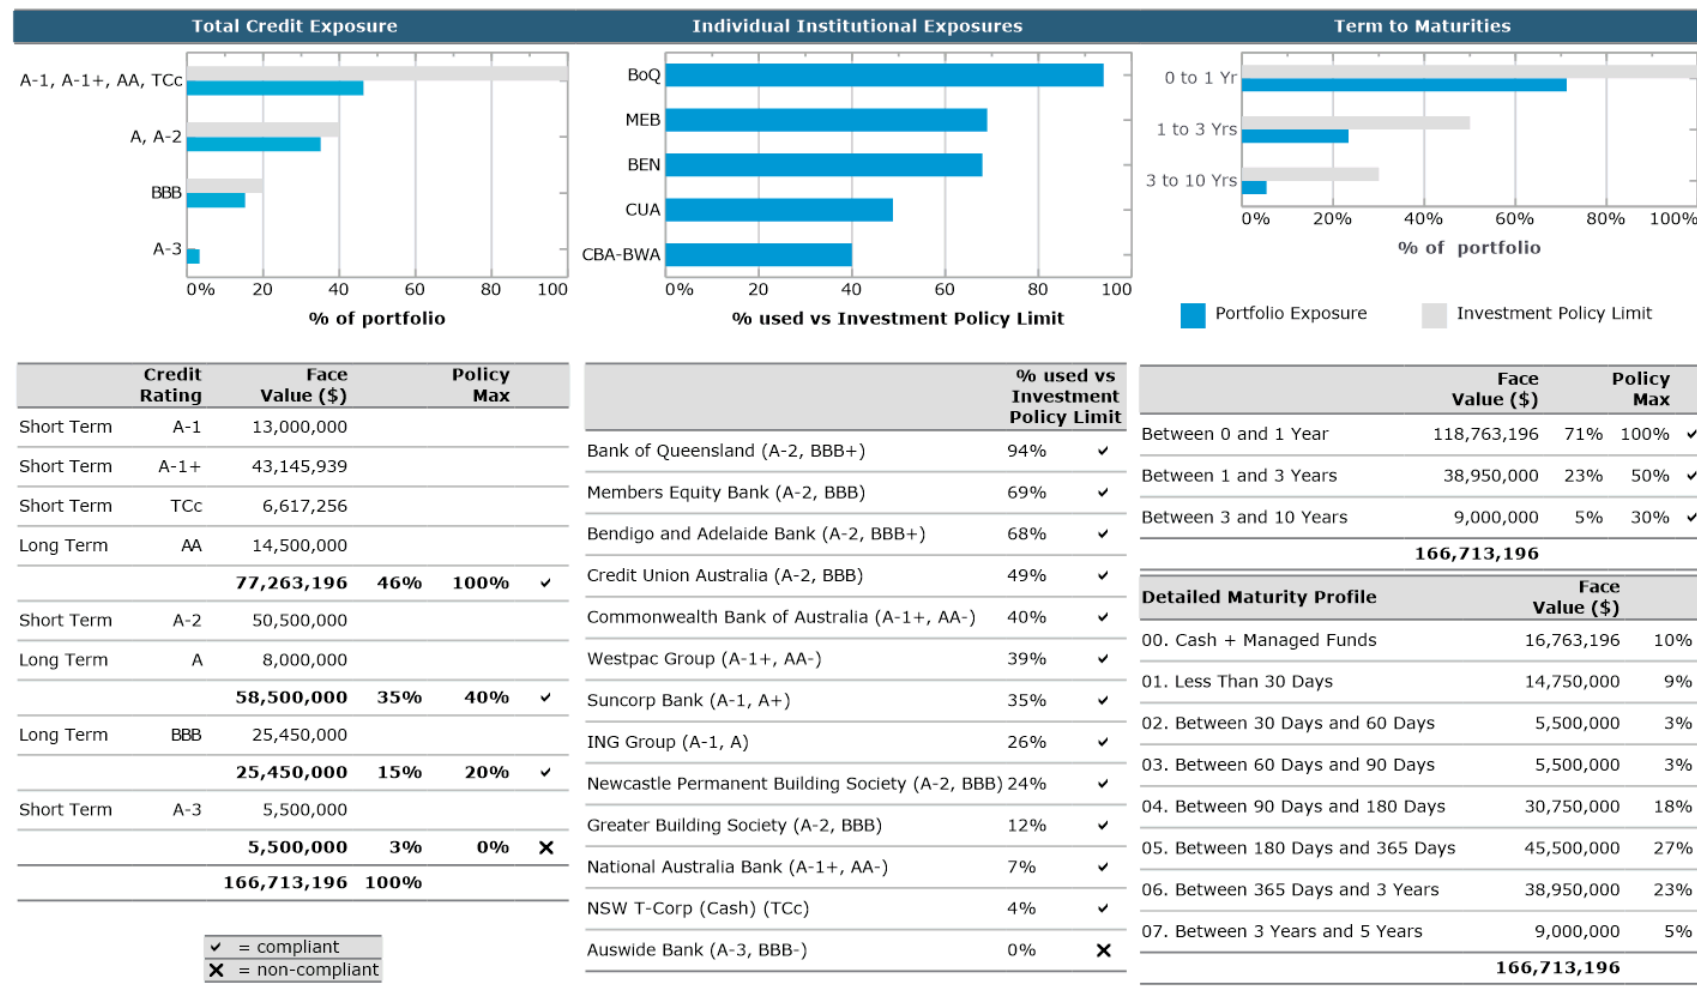 Total Credit Exposure
A-1, A-1+, AA, TCc
A, A-2
BBB
A-3
0% 20 40 60 80 100
% of portfolio
Individual Institutional Exposures
BoQ
MEB
BEN
CUA
CBA-BWA
0% 20 40 60 80 100
% used vs Investment Policy Limit
Term to Maturities
0 to 1 Yr
1 to 3 Yrs
3 to 10 Yrs
0% 20% 40% 60% 80% 100%
% of portfolio
Portfolio Exposure Investment Policy Limit
Credit Rating Face Value ($) Policy Max
Short Term A-1 13,000,000
Short Term A-1+ 43,145,939
Short Term TCc 6,617,256
Long Term AA 14,500,000
77,263,196 46% 100% ✔
Short Term A-2 50,500,000
Long Term A 8,000,000
58,500,000 35% 40% ✔
Long Term BBB 25,450,000
25,450,000 15% 20% ✔
Short Term A-3 5,500,000
5,500,000 3% 0% ✖
166,713,196 100%
✔ = compliant
✖ = non-compliant
% used vs
Investment
Policy Limit
Bank of Queensland (A-2, BBB+) 94% ✔
Members Equity Bank (A-2, BBB) 69% ✔
Bendigo and Adelaide Bank (A-2, BBB+) 68% ✔
Credit Union Australia (A-2, BBB) 49% ✔
Commonwealth Bank of Australia (A-1+, AA-) 40% ✔
Westpac Group (A-1+, AA-) 39% ✔
Suncorp Bank (A-1, A+) 35% ✔
ING Group (A-1, A) 26% ✔
Newcastle Permanent Building Society (A-2, BBB) 24% ✔
Greater Building Society (A-2, BBB) 12% ✔
National Australia Bank (A-1+, AA-) 7% ✔
NSW T-Corp (Cash) (TCc) 4% ✔
Auswide Bank (A-3, BBB-) 0% ✖
Face Value ($) Policy Max
Between 0 and 1 Year 118,763,196 71% 100% ✔
Between 1 and 3 Years 38,950,000 23% 50% ✔
Between 3 and 10 Years 9,000,000 5% 30% ✔
166,713,196
Detailed Maturity Profile Face Value ($)
00. Cash + Managed Funds 16,763,196 10%
01. Less Than 30 Days 14,750,000 9%
02. Between 30 Days and 60 Days 5,500,000 3%
03. Between 60 Days and 90 Days 5,500,000 3%
04. Between 90 Days and 180 Days 30,750,000 18%
05. Between 180 Days and 365 Days 45,500,000 27%
06. Between 365 Days and 3 Years 38,950,000 23%
07. Between 3 Years and 5 Years 9,000,000 5%
166,713,196